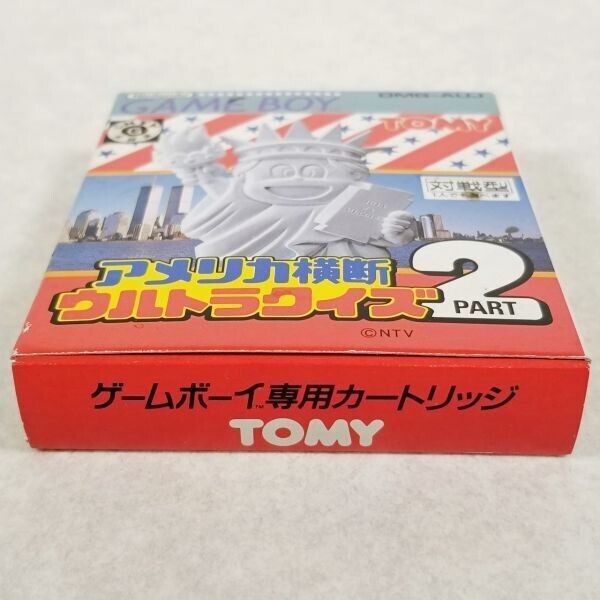 GAME BOY
DMG-AUJ
TOMY
対戦型
アメリカ横断
ウルトラクイズ2
PART
©NTV
ゲームボーイ™専用カートリッジ
TOMY